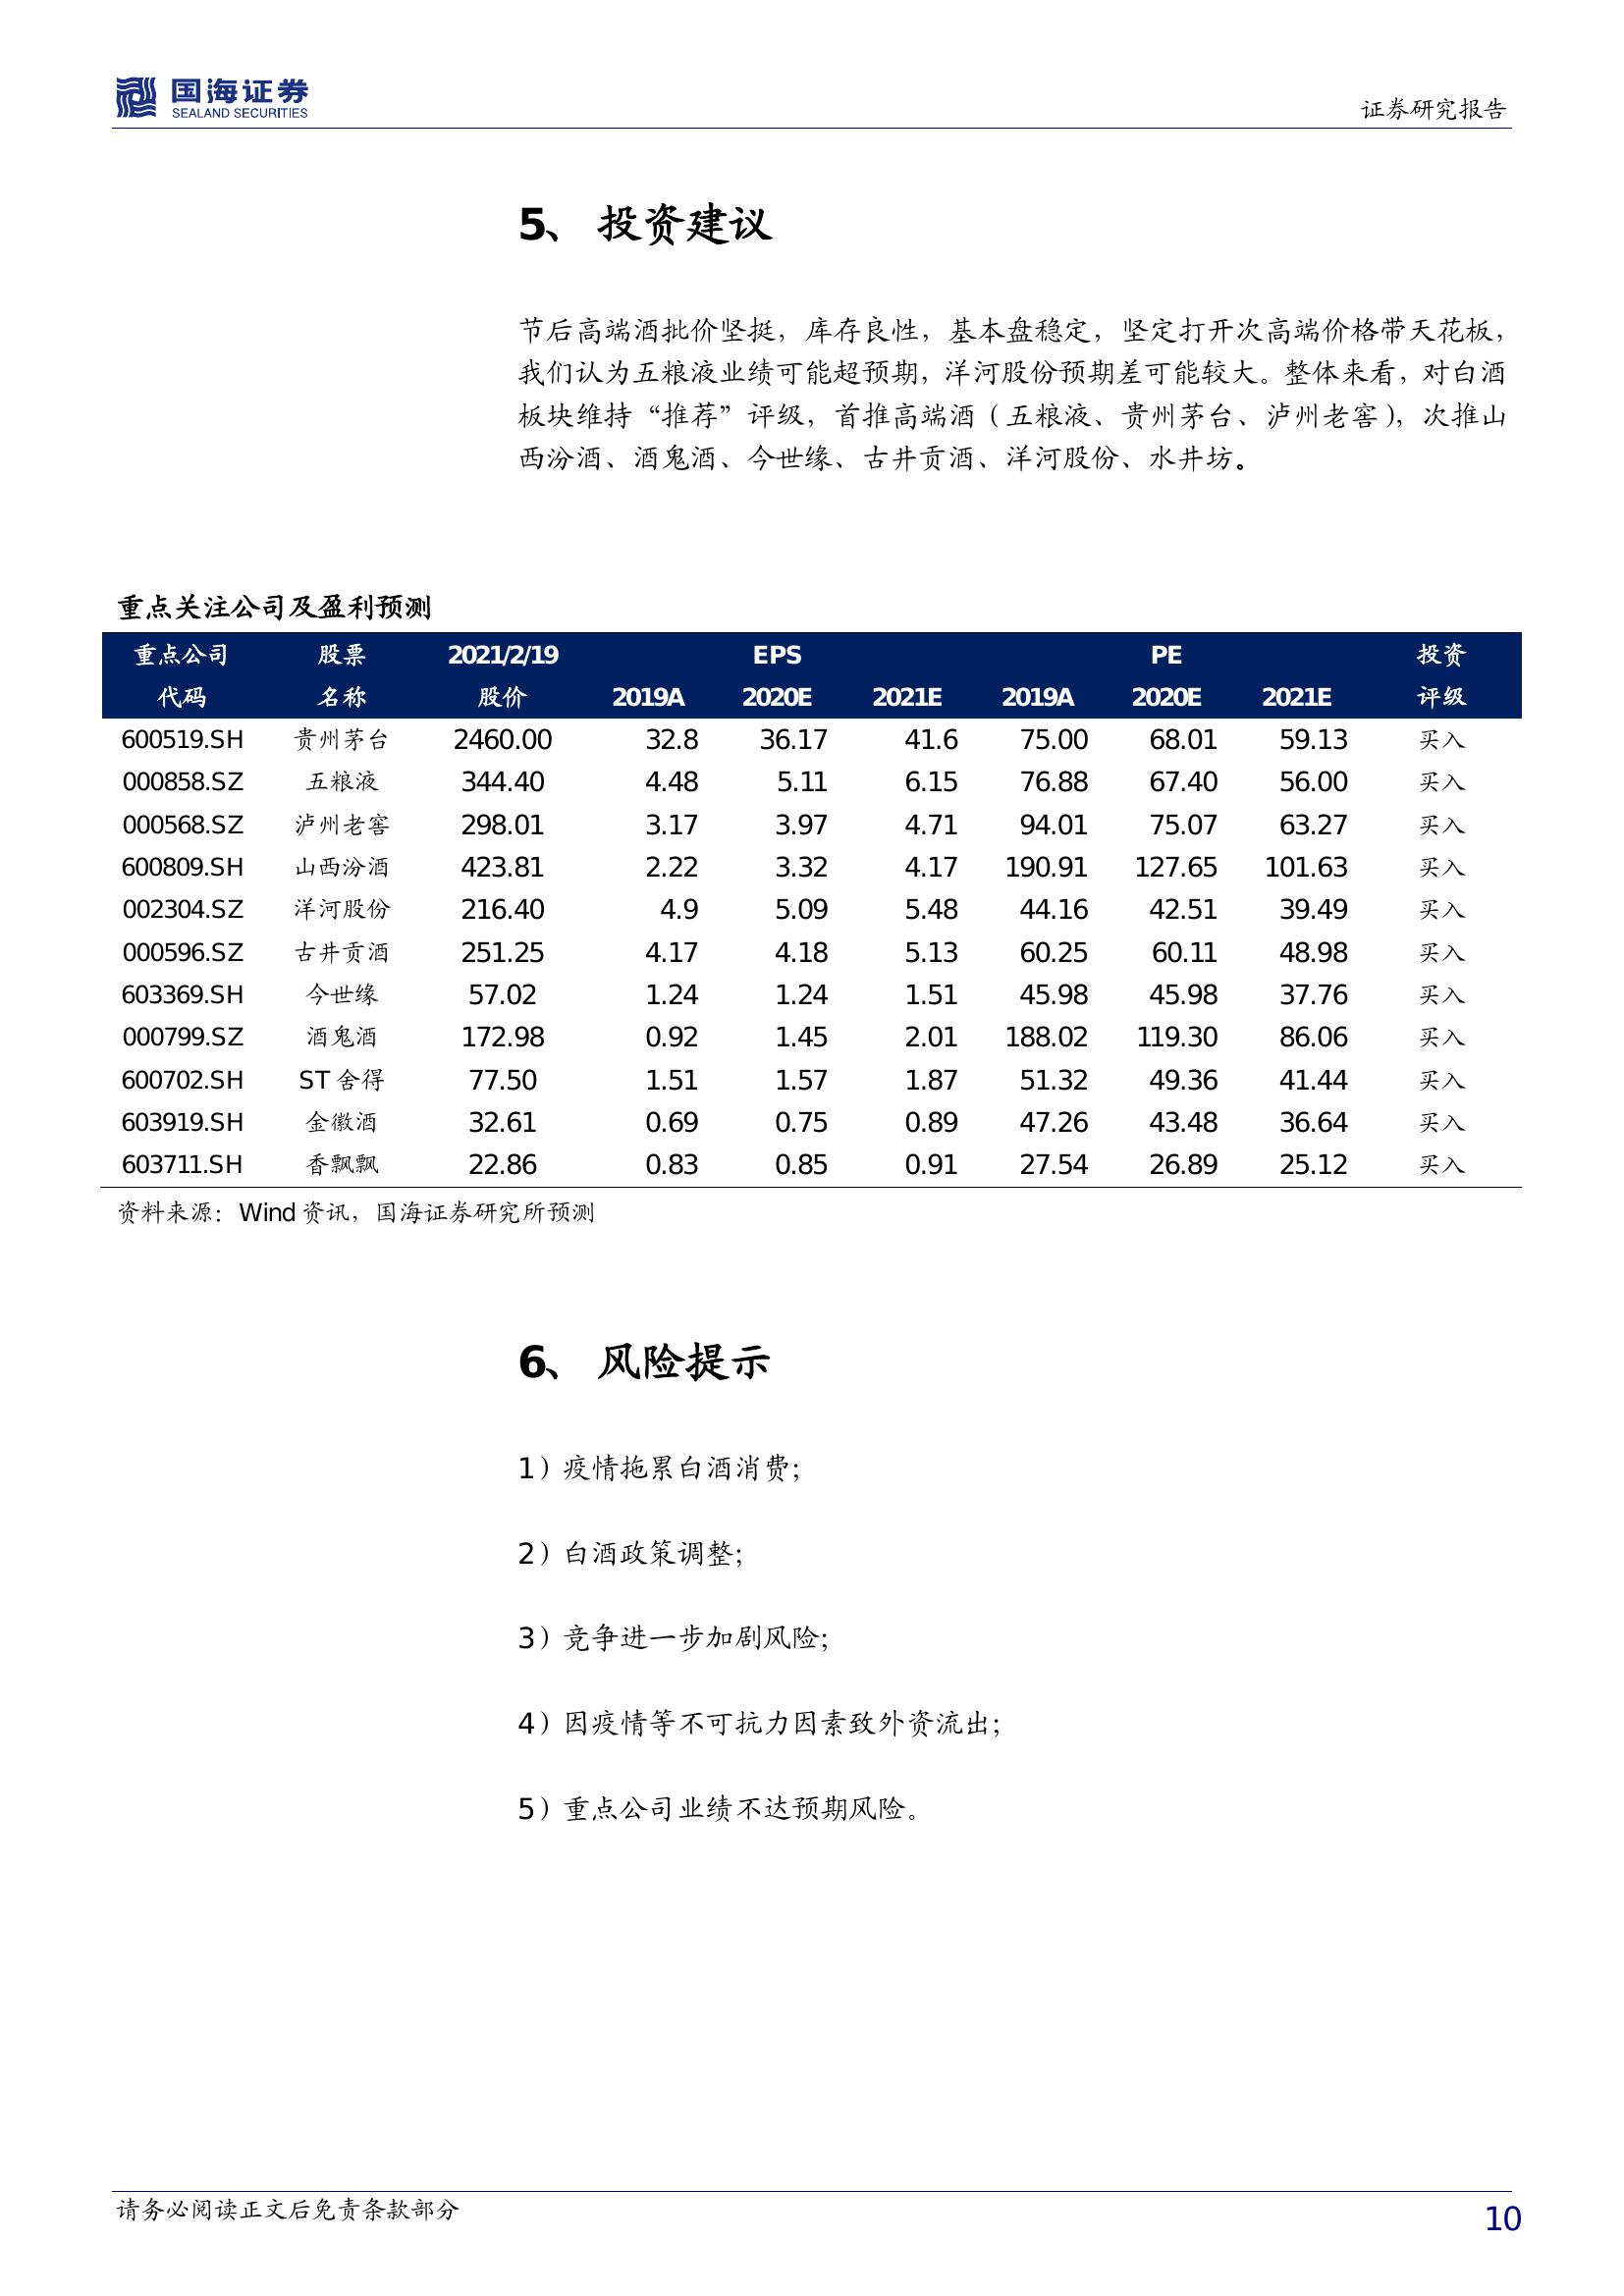 国海证券
SEALAND SECURITIES
证券研究报告
5、 投资建议
节后高端酒批价坚挺，库存良性，基本盘稳定，坚定打开次高端价格带天花板，
我们认为五粮液业绩可能超预期，洋河股份预期差可能较大。整体来看，对白酒
板块维持“推荐”评级，首推高端酒（五粮液、贵州茅台、泸州老窖），次推山
西汾酒、酒鬼酒、今世缘、古井贡酒、洋河股份、水井坊。
重点关注公司及盈利预测
重点公司 股票 2021/2/19 EPS PE 投资
代码 名称 股价 2019A 2020E 2021E 2019A 2020E 2021E 评级
600519.SH 贵州茅台 2460.00 32.8 36.17 41.6 75.00 68.01 59.13 买入
000858.SZ 五粮液 344.40 4.48 5.11 6.15 76.88 67.40 56.00 买入
000568.SZ 泸州老窖 298.01 3.17 3.97 4.71 94.01 75.07 63.27 买入
600809.SH 山西汾酒 423.81 2.22 3.32 4.17 190.91 127.65 101.63 买入
002304.SZ 洋河股份 216.40 4.9 5.09 5.48 44.16 42.51 39.49 买入
000596.SZ 古井贡酒 251.25 4.17 4.18 5.13 60.25 60.11 48.98 买入
603369.SH 今世缘 57.02 1.24 1.24 1.51 45.98 45.98 37.76 买入
000799.SZ 酒鬼酒 172.98 0.92 1.45 2.01 188.02 119.30 86.06 买入
600702.SH ST 舍得 77.50 1.51 1.57 1.87 51.32 49.36 41.44 买入
603919.SH 金徽酒 32.61 0.69 0.75 0.89 47.26 43.48 36.64 买入
603711.SH 香飘飘 22.86 0.83 0.85 0.91 27.54 26.89 25.12 买入
资料来源：Wind 资讯，国海证券研究所预测
6、 风险提示
1）疫情拖累白酒消费；
2）白酒政策调整；
3）竞争进一步加剧风险；
4）因疫情等不可抗力因素致外资流出；
5）重点公司业绩不达预期风险。
请务必阅读正文后免责条款部分
10